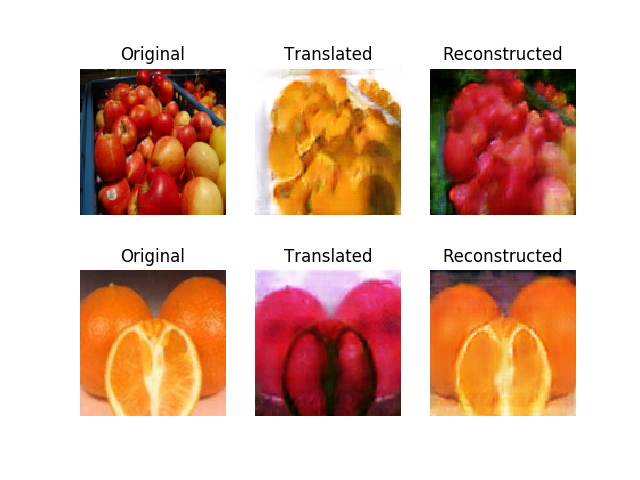 Original
Translated
Reconstructed
Original
Translated
Reconstructed